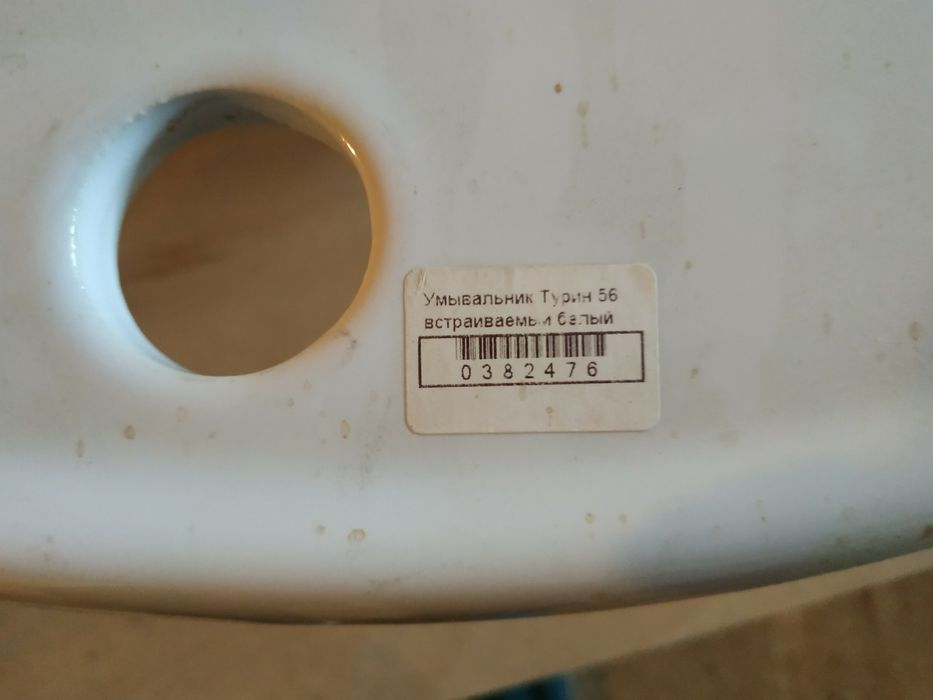 Умывальник Турин 56
встраиваемый белый
0382476